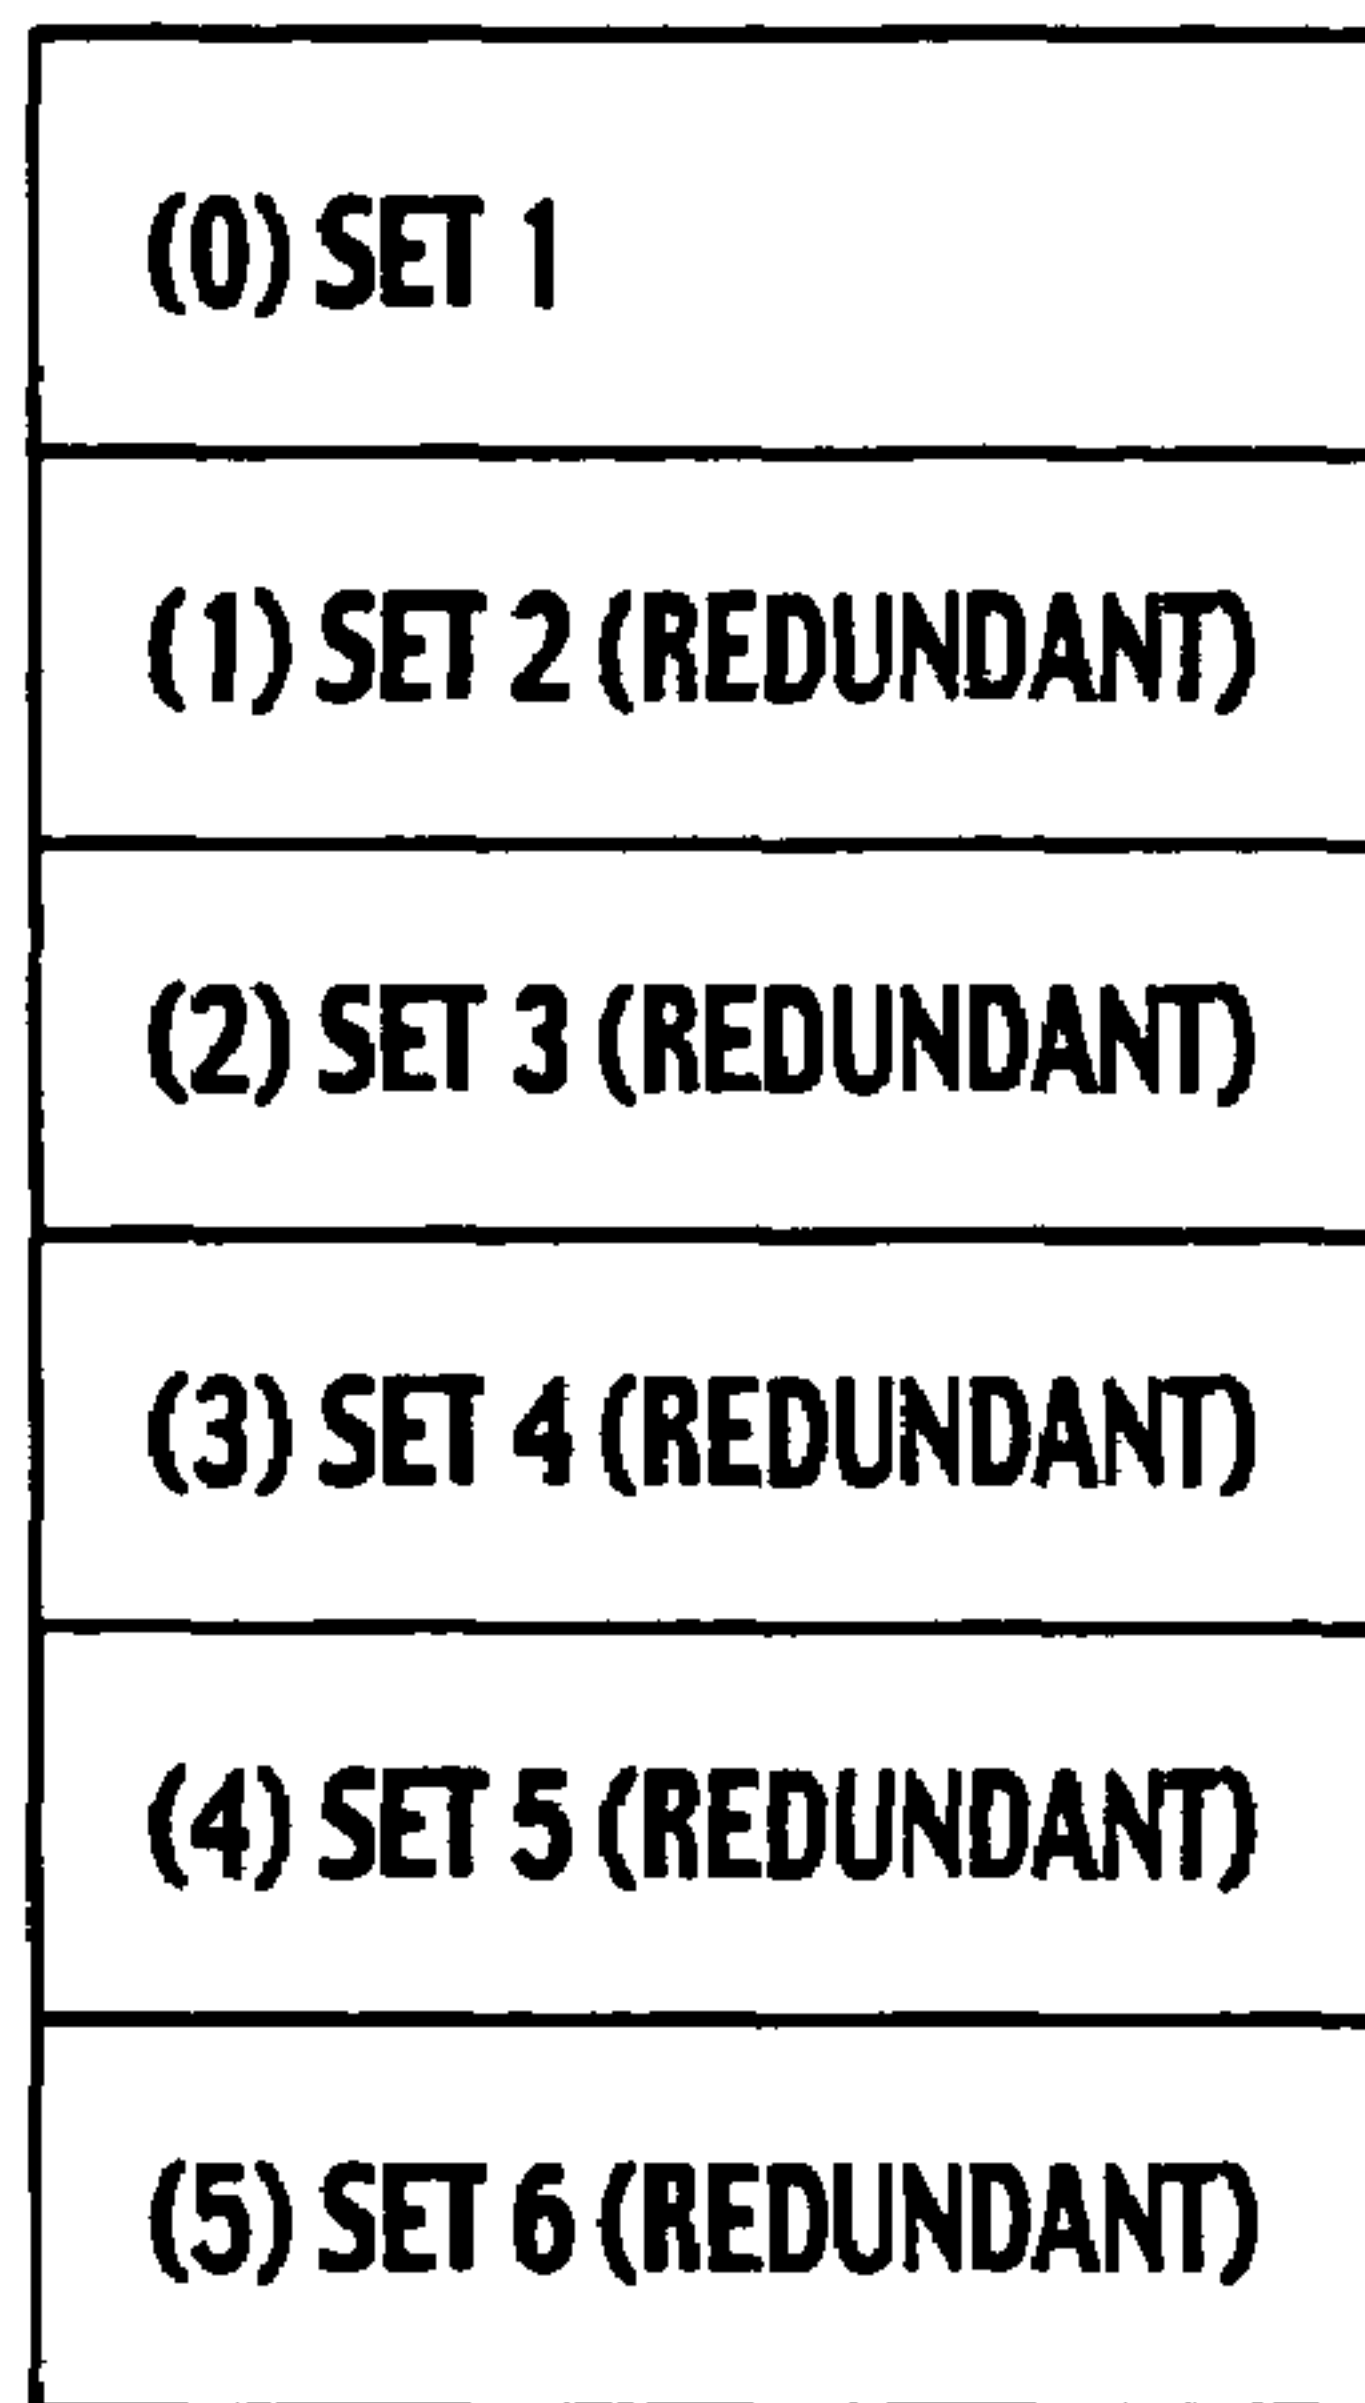 (0) SET 1
(1) SET 2 (REDUNDANT)
(2) SET 3 (REDUNDANT)
(3) SET 4 (REDUNDANT)
(4) SET 5 (REDUNDANT)
(5) SET 6 (REDUNDANT)